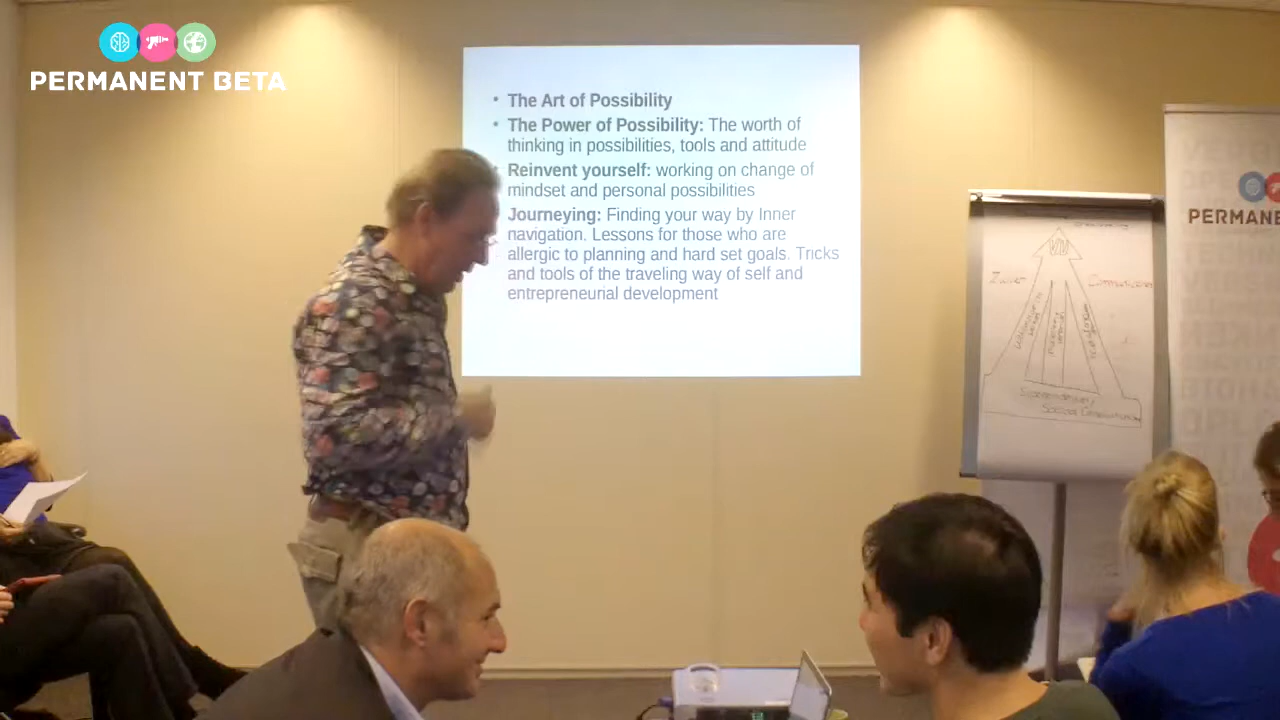 PERMANENT BETA
• The Art of Possibility
• The Power of Possibility: The worth of
thinking in possibilities, tools and attitude
Reinvent yourself: working on change of
mindset and personal possibilities
Journeying: Finding your way by Inner
navigation. Lessons for those who are
allergic to planning and hard set goals. Tricks
and tools of the traveling way of self and
entrepreneurial development
PERMANE